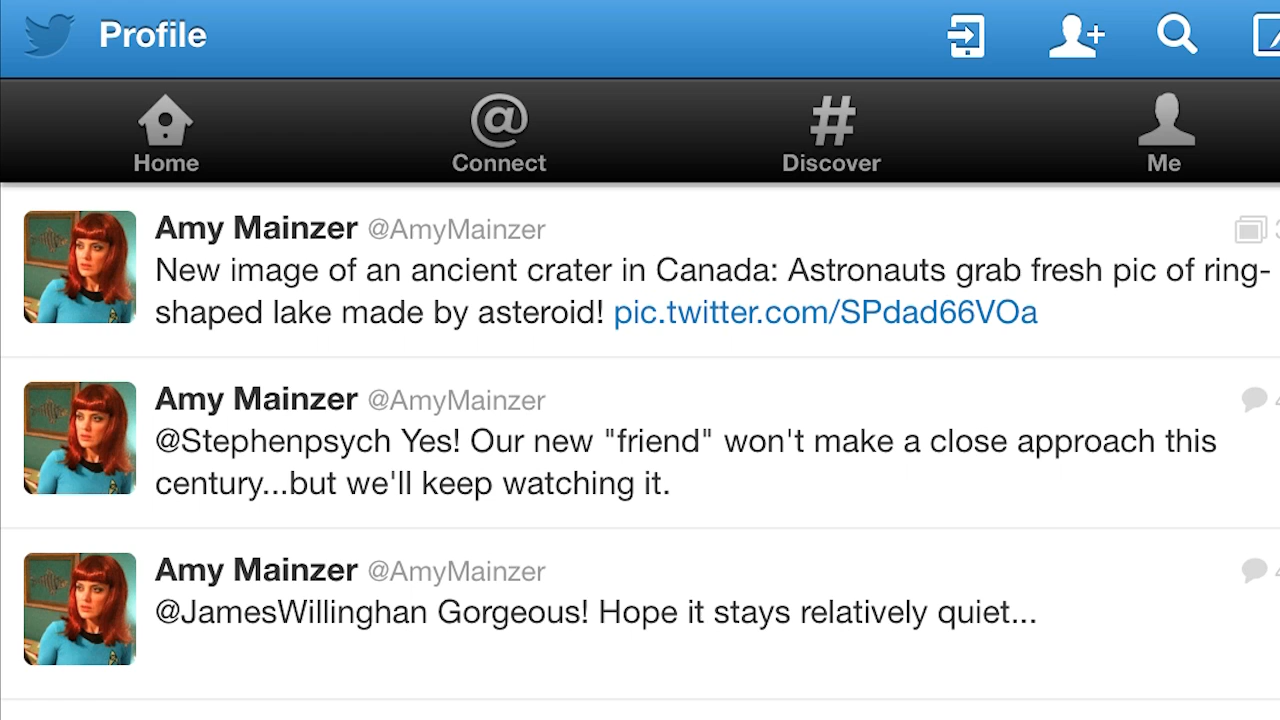 Profile
Home
Connect
Discover
Me
Amy Mainzer @AmyMainzer
New image of an ancient crater in Canada: Astronauts grab fresh pic of ring-
shaped lake made by asteroid! pic.twitter.com/SPdad66VOa
Amy Mainzer @AmyMainzer
@Stephenpsych Yes! Our new "friend" won't make a close approach this
century...but we'll keep watching it.
Amy Mainzer @AmyMainzer
@JamesWillinghan Gorgeous! Hope it stays relatively quiet...